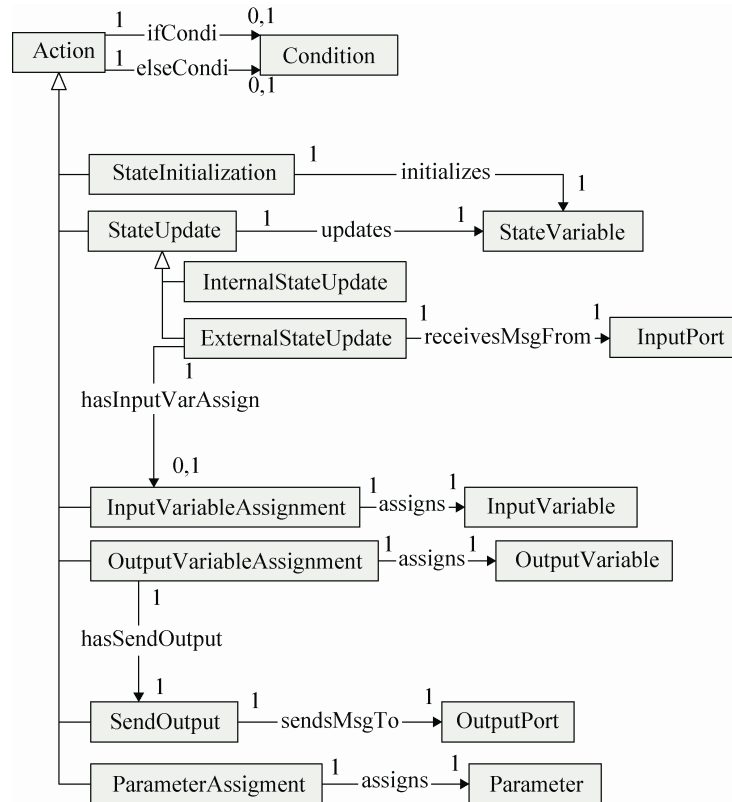 1 ifCondi 0,1
Action
Condition
1 elseCondi 0,1
StateInitialization 1 initializes 1
StateUpdate 1 updates 1 StateVariable
InternalStateUpdate
ExternalStateUpdate 1 receivesMsgFrom 1 InputPort
1
hasInputVarAssign
0,1
InputVariableAssignment 1 assigns 1 InputVariable
OutputVariableAssignment 1 assigns 1 OutputVariable
1
hasSendOutput
1
SendOutput 1 sendsMsgTo 1 OutputPort
ParameterAssigment 1 assigns 1 Parameter